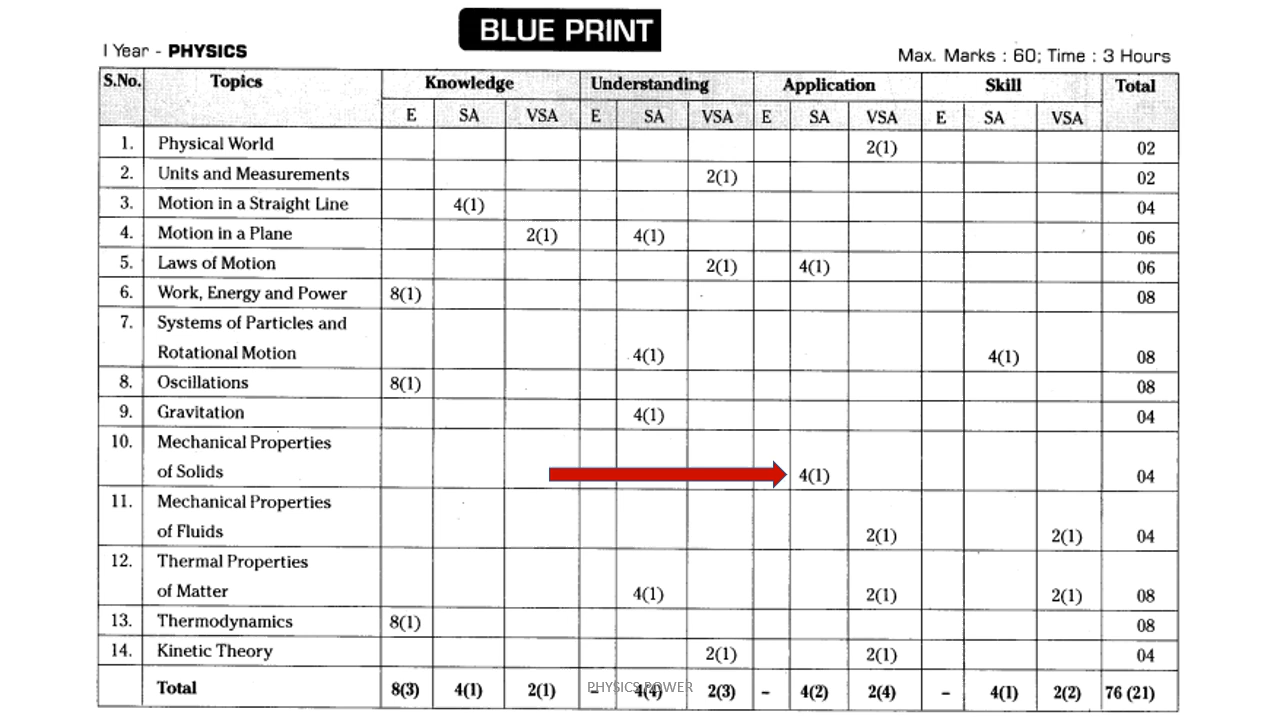 BLUE PRINT
I Year - PHYSICS
Max. Marks : 60; Time : 3 Hours
S.No. Topics Knowledge Understanding Application Skill Total
E SA VSA E SA VSA E SA VSA E SA VSA
1. Physical World 2(1) 02
2. Units and Measurements 2(1) 02
3. Motion in a Straight Line 4(1) 04
4. Motion in a Plane 2(1) 4(1) 06
5. Laws of Motion 2(1) 4(1) 06
6. Work, Energy and Power 8(1) 08
7. Systems of Particles and
Rotational Motion 4(1) 4(1) 08
8. Oscillations 8(1) 08
9. Gravitation 4(1) 04
10. Mechanical Properties
of Solids 4(1) 04
11. Mechanical Properties
of Fluids 2(1) 2(1) 04
12. Thermal Properties
of Matter 4(1) 2(1) 2(1) 08
13. Thermodynamics 8(1) 08
14. Kinetic Theory 2(1) 2(1) 04
Total 8(3) 4(1) 2(1) – 4(4) 2(3) – 4(2) 2(4) – 4(1) 2(2) 76 (21)
PHYSICS POWER